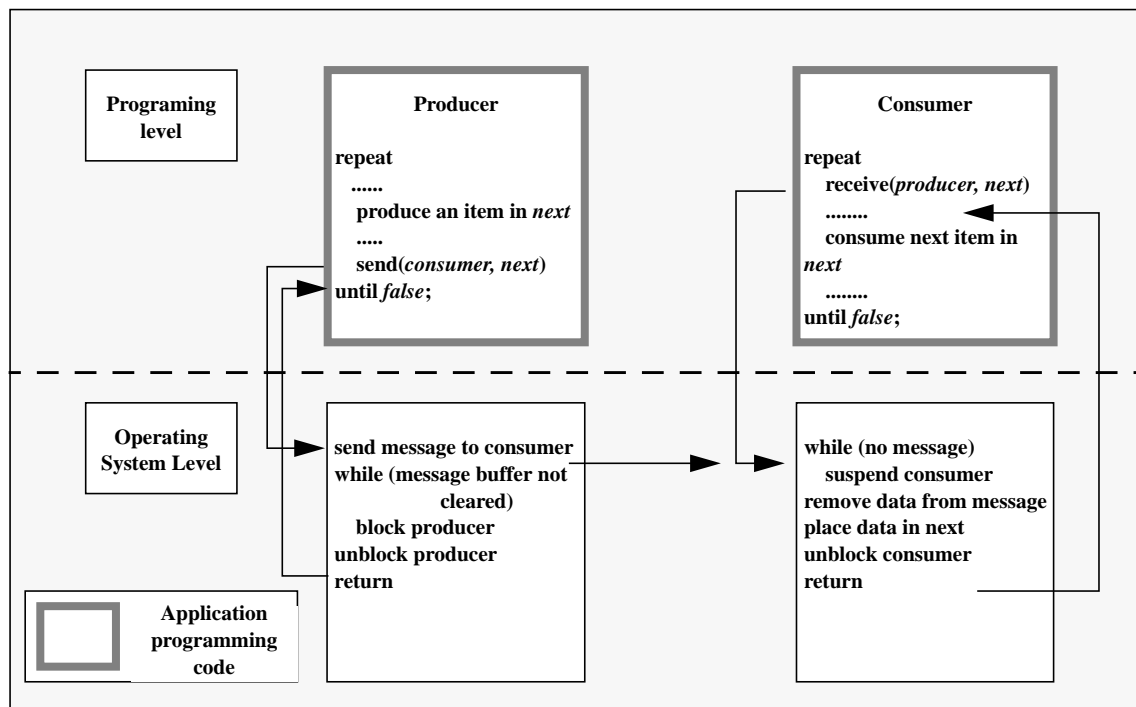 Programing
level
Producer
repeat
......
produce an item in next
.....
send(consumer, next)
until false;
Consumer
repeat
receive(producer, next)
........
consume next item in
next
........
until false;
Operating
System Level
send message to consumer
while (message buffer not
cleared)
block producer
unblock producer
return
while (no message)
suspend consumer
remove data from message
place data in next
unblock consumer
return
Application
programming
code